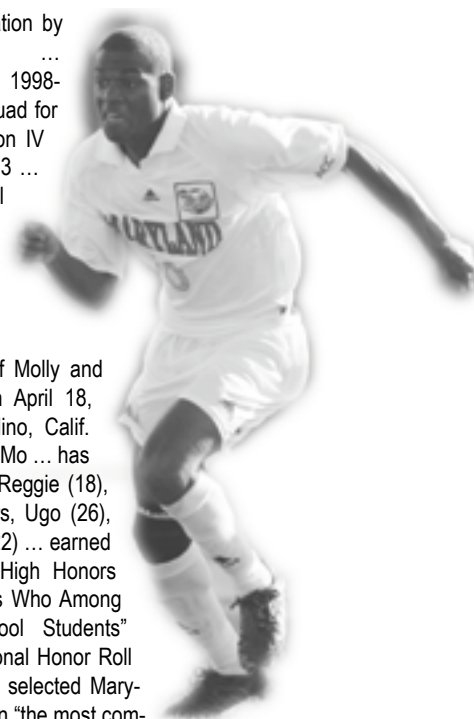 tion by
…
1998-
uad for
on IV
3 …
l
f Molly and
April 18,
ino, Calif.
Mo … has
Reggie (18),
s, Ugo (26),
2) … earned
High Honors
s Who Among
ool Students”
onal Honor Roll
selected Mary-
n “the most com-
MARYLAND